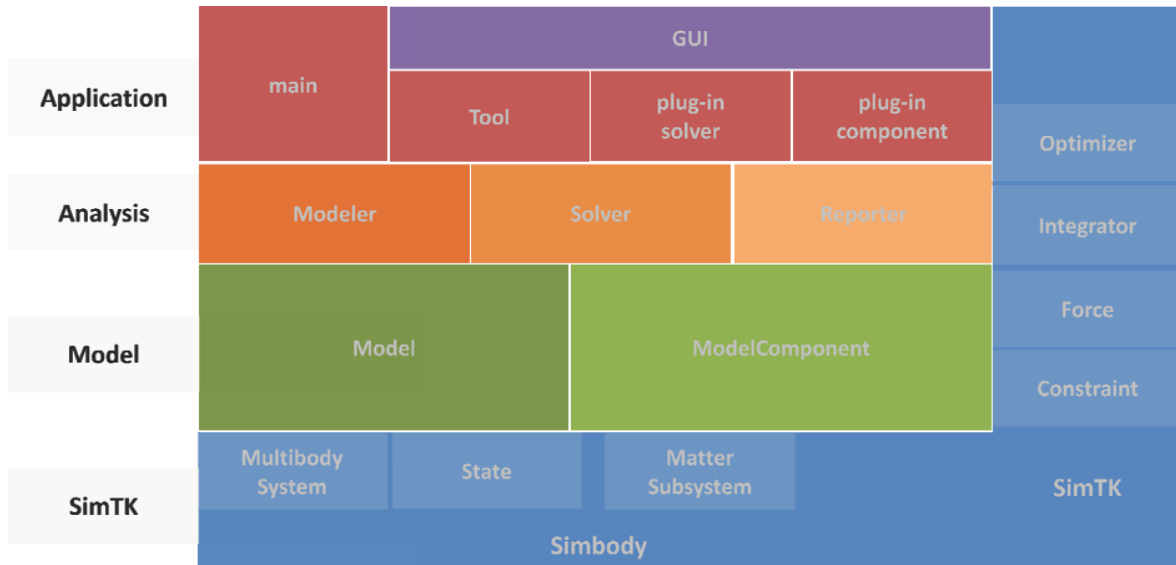 GUI
main
Application
Tool
plug-in
solver
plug-in
component
Optimizer
Analysis
Modeler
Solver
Reporter
Integrator
Force
Model
Model
ModelComponent
Constraint
Multibody
System
State
Matter
Subsystem
SimTK
SimTK
Simbody